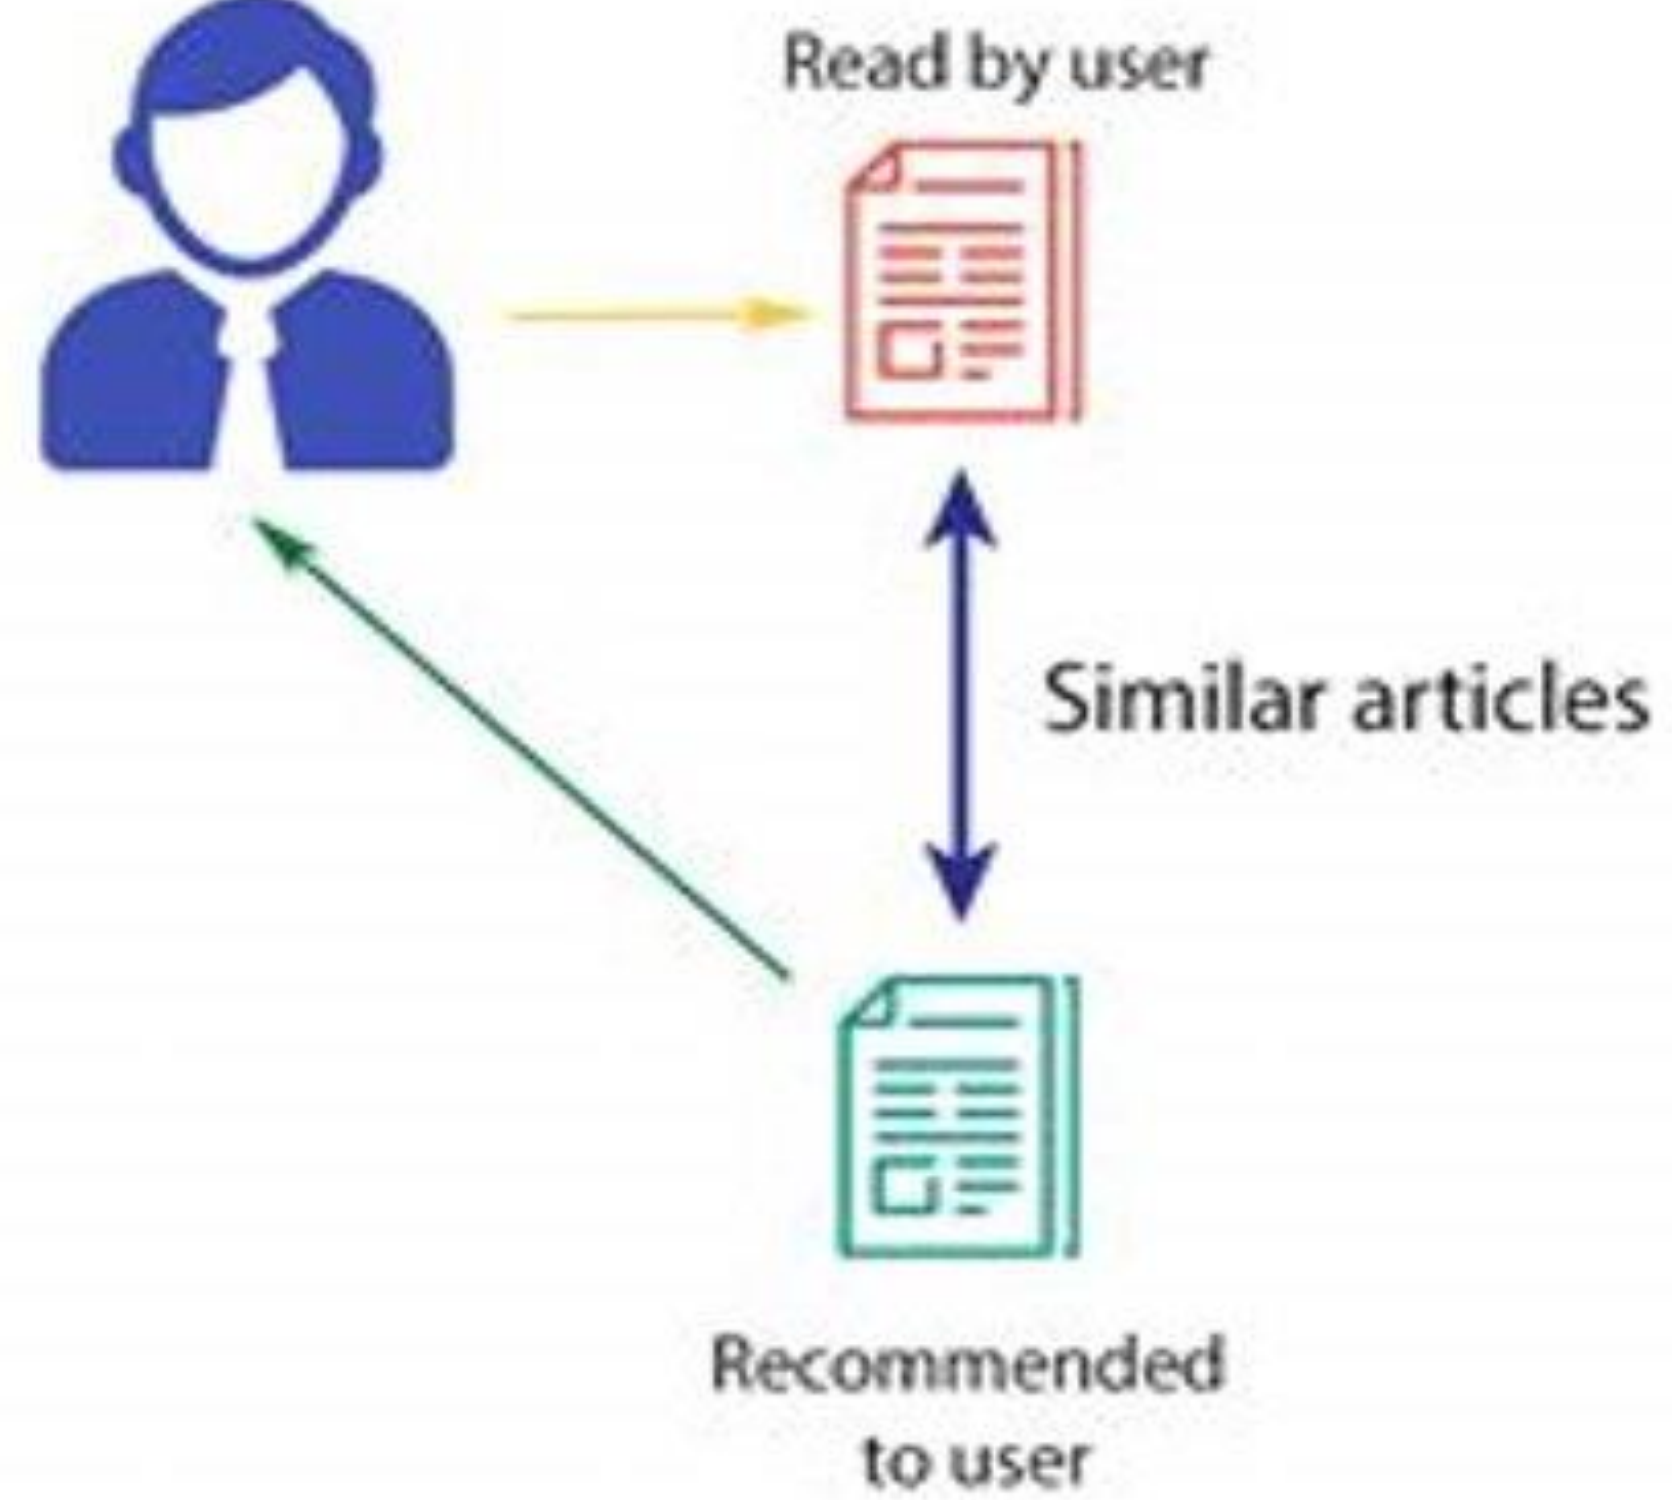 Read by user
Similar articles
Recommended
to user